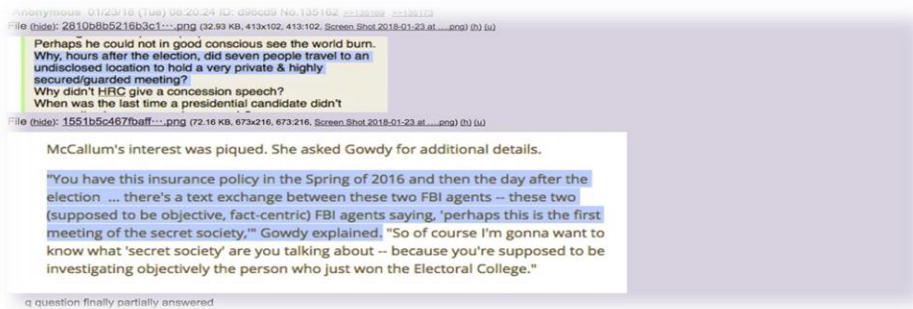 Anonymous 01/23/18 (Tue) 08:20:24 ID: d96cd9 No.135162 >>135169 >>135173
File (hide): 2810b8b5216b3c1⋯.png (32.93 KB, 413x102, 413:102, Screen Shot 2018-01-23 at ....png) (h) (u)
Perhaps he could not in good conscious see the world burn.
Why, hours after the election, did seven people travel to an
undisclosed location to hold a very private & highly
secured/guarded meeting?
Why didn't HRC give a concession speech?
When was the last time a presidential candidate didn't
File (hide): 1551b5c467fbaff⋯.png (72.16 KB, 673x216, 673:216, Screen Shot 2018-01-23 at ....png) (h) (u)
McCallum's interest was piqued. She asked Gowdy for additional details.
"You have this insurance policy in the Spring of 2016 and then the day after the
election ... there's a text exchange between these two FBI agents -- these two
(supposed to be objective, fact-centric) FBI agents saying, 'perhaps this is the first
meeting of the secret society,'" Gowdy explained. "So of course I'm gonna want to
know what 'secret society' are you talking about -- because you're supposed to be
investigating objectively the person who just won the Electoral College."
q question finally partially answered